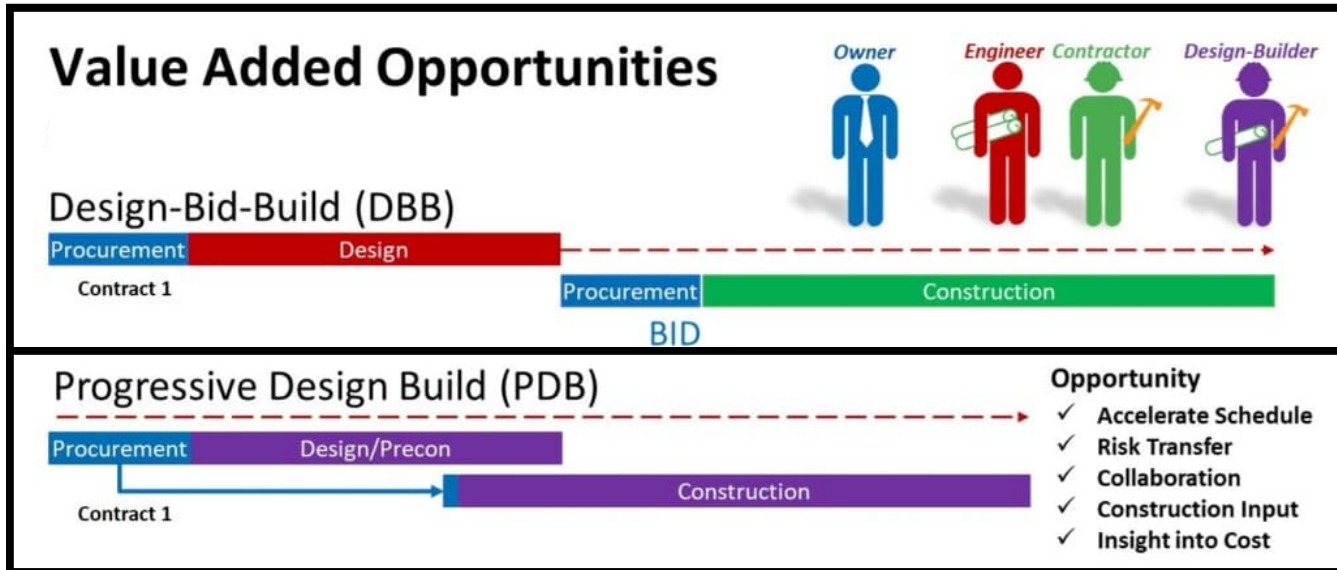 Value Added Opportunities
Owner
Engineer
Contractor
Design-Builder
Design-Bid-Build (DBB)
Procurement
Design
Contract 1
Procurement
Construction
BID
Progressive Design Build (PDB)
Procurement
Design/Precon
Construction
Contract 1
Opportunity
✓ Accelerate Schedule
✓ Risk Transfer
✓ Collaboration
✓ Construction Input
✓ Insight into Cost